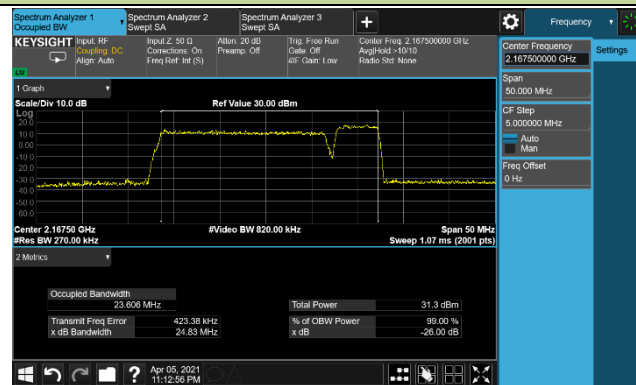 Spectrum Analyzer 1
Occupied BW
Spectrum Analyzer 2
Swept SA
Spectrum Analyzer 3
Swept SA
Frequency
KEYSIGHT
Input: RF
Coupling: DC
Align: Auto
Input Z: 50 Ω
Corrections: On
Freq Ref: Int (S)
Atten: 20 dB
Preamp: Off
Trig: Free Run
Gate: Off
#IF Gain: Low
Center Freq: 2.167500000 GHz
Avg|Hold:>10/10
Radio Std: None
Center Frequency
2.167500000 GHz
Settings
Span
50.000 MHz
CF Step
5.000000 MHz
Auto
Man
Freq Offset
0 Hz
1 Graph
Scale/Div 10.0 dB
Ref Value 30.00 dBm
Log
20.0
10.0
0.00
-10.0
-20.0
-30.0
-40.0
-50.0
-60.0
Center 2.16750 GHz
#Video BW 820.00 kHz
Span 50 MHz
#Res BW 270.00 kHz
Sweep 1.07 ms (2001 pts)
2 Metrics
Occupied Bandwidth
23.606 MHz
Total Power 31.3 dBm
Transmit Freq Error 423.38 kHz
% of OBW Power 99.00 %
x dB Bandwidth 24.83 MHz
x dB -26.00 dB
Apr 05, 2021
11:12:56 PM